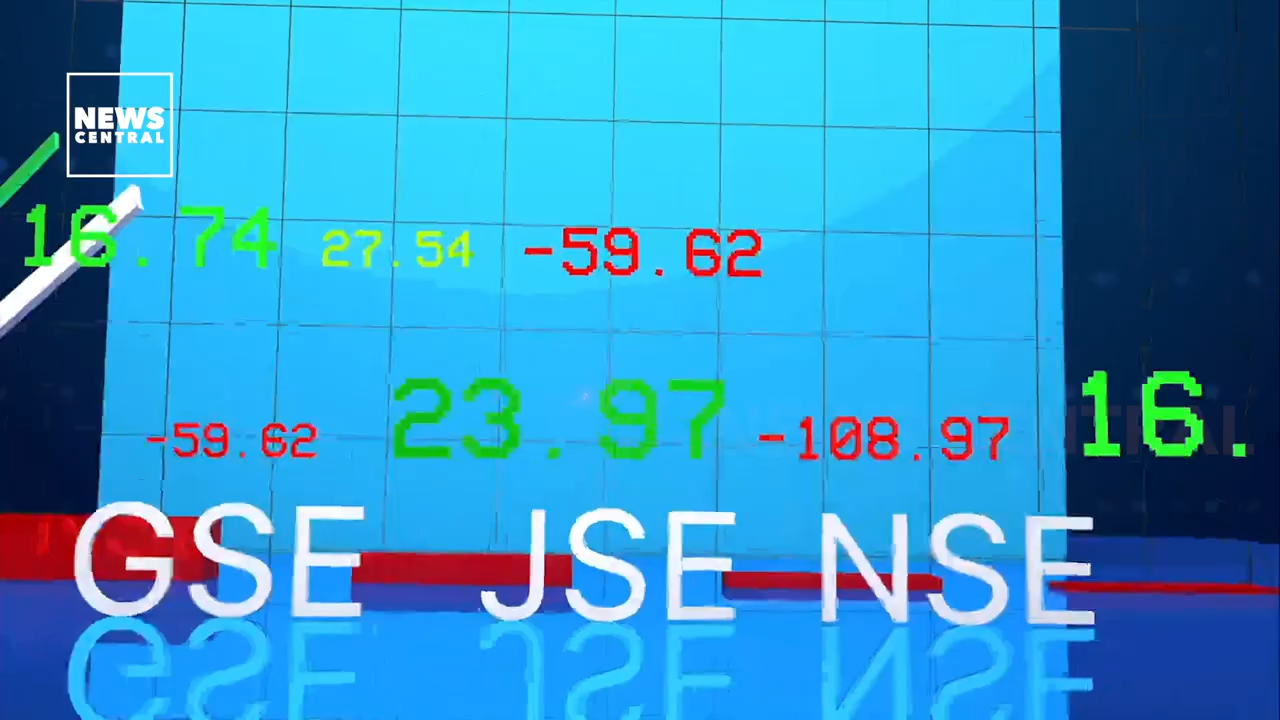 NEWS
CENTRAL
16.74 27.54 -59.62
-59.62 23.97 -108.97 16.
GSE JSE NSE